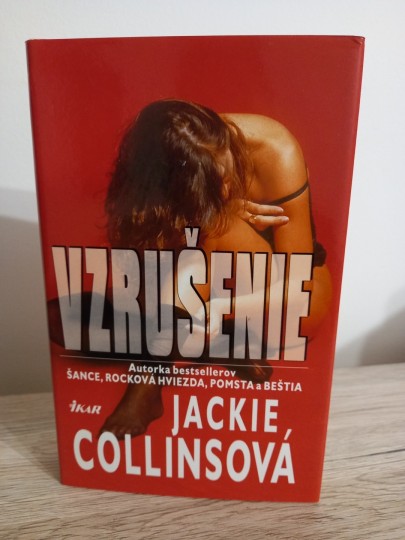 VZRUŠENIE
Autorka bestsellerov
ŠANCE, ROCKOVÁ HVIEZDA, POMSTA a BEŠTIA
IKAR
JACKIE
COLLINSOVÁ